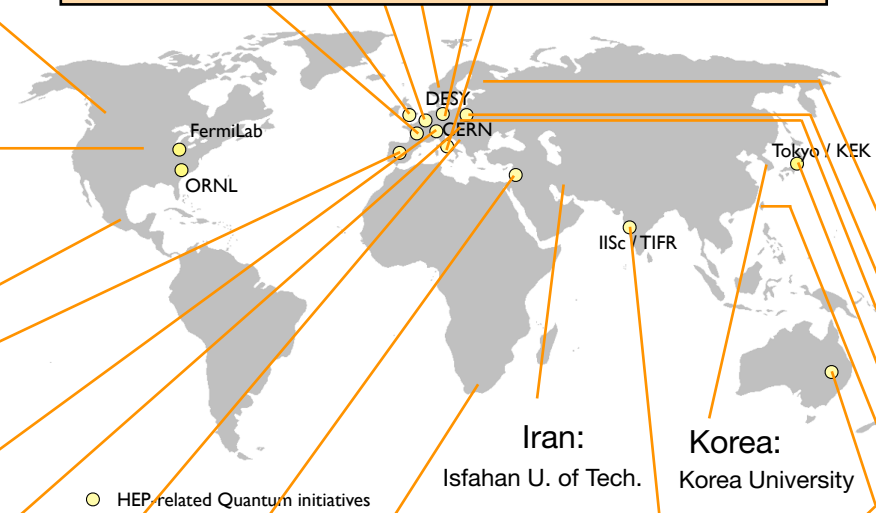 DESY
FermiLab
CERN
Tokyo / KEK
ORNL
IISc / TIFR
Iran:
Korea:
Isfahan U. of Tech.
Korea University
HEP-related Quantum initiatives